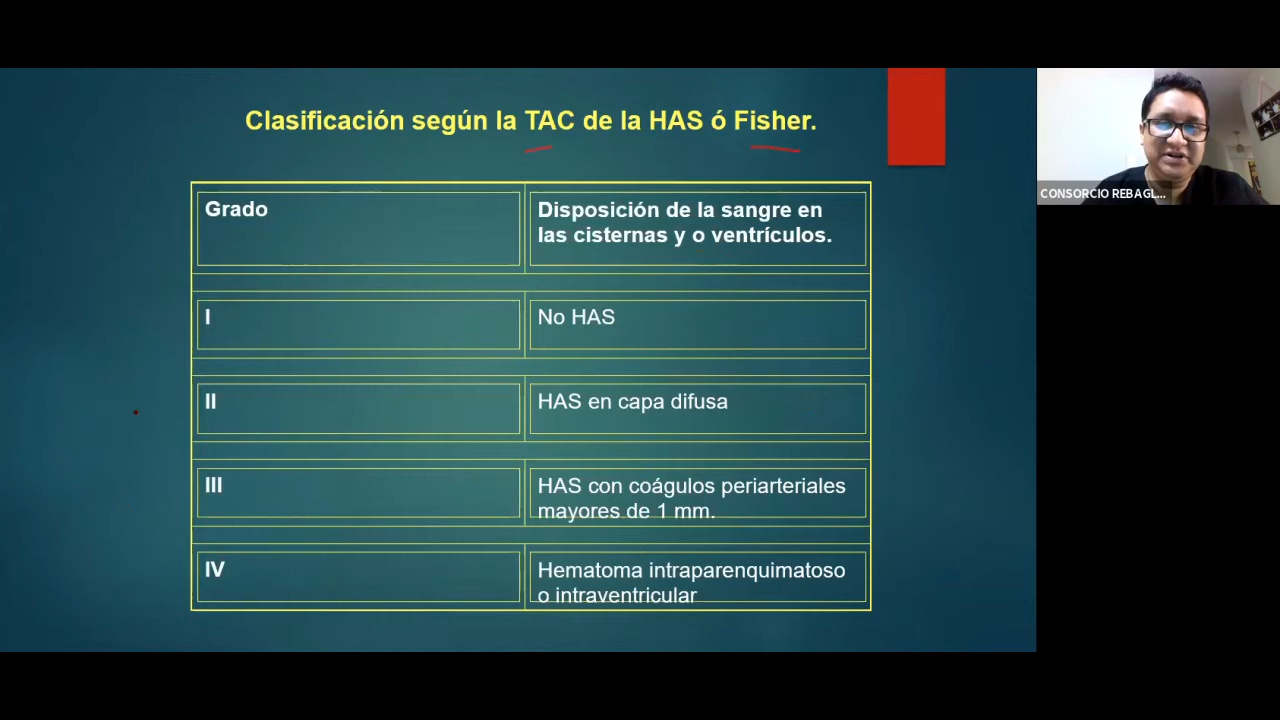 Clasificación según la TAC de la HAS ó Fisher.
Grado
Disposición de la sangre en
las cisternas y o ventrículos.
I
No HAS
II
HAS en capa difusa
III
HAS con coágulos periarteriales
mayores de 1 mm.
IV
Hematoma intraparenquimatoso
o intraventricular
CONSORCIO REBAGL...